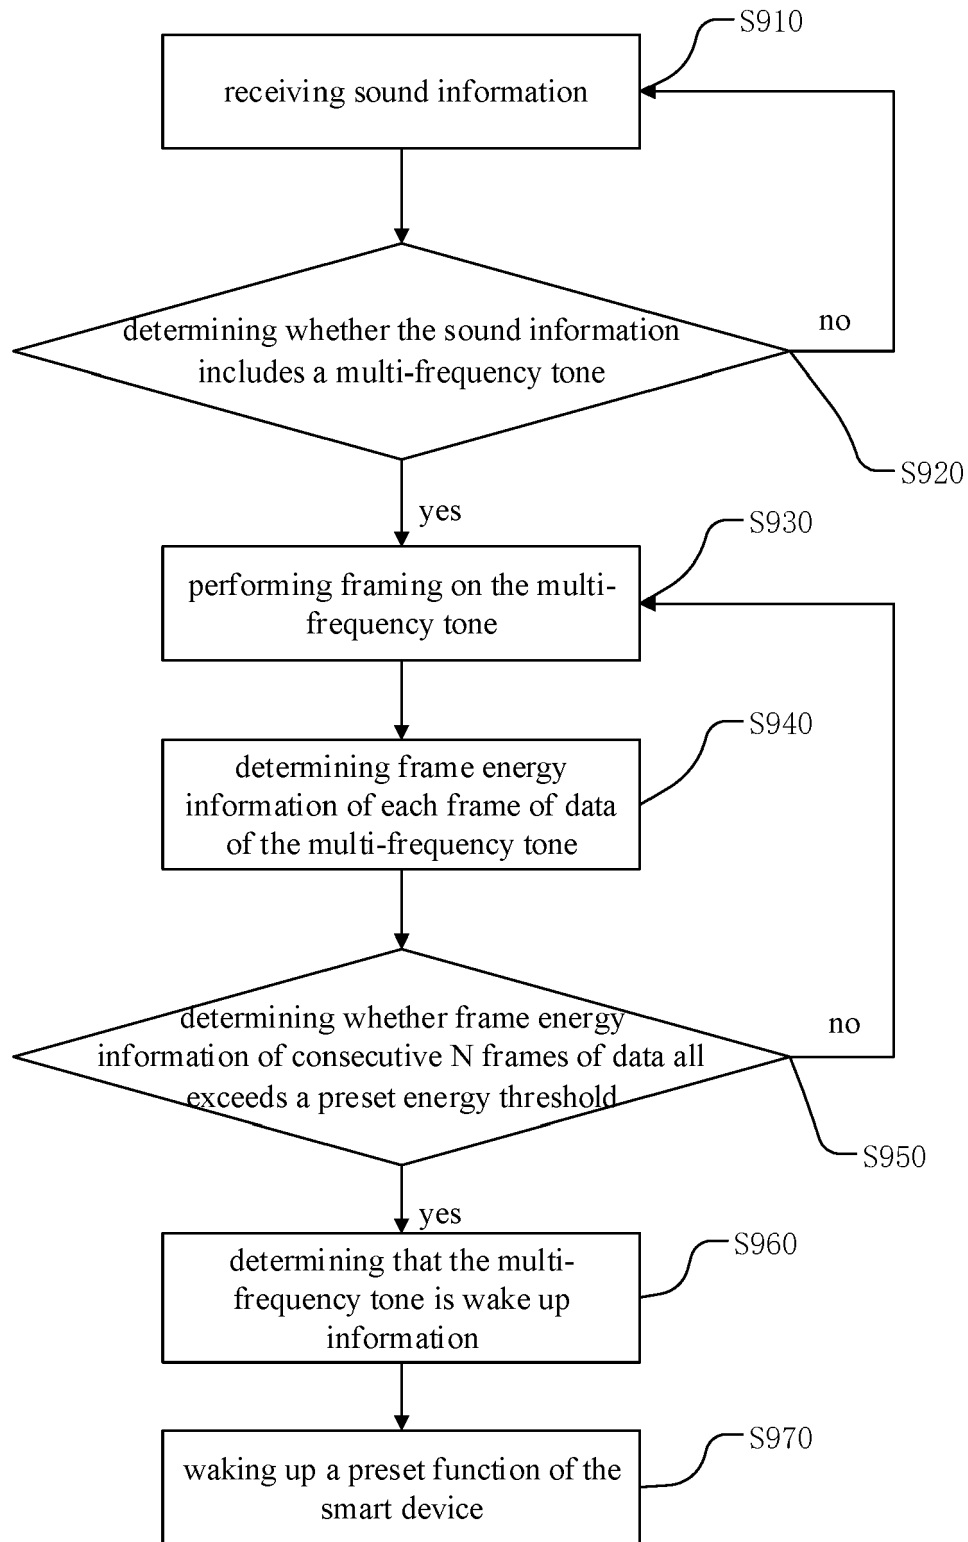 S910
receiving sound information
determining whether the sound information
includes a multi-frequency tone
no
S920
yes
S930
performing framing on the multi-
frequency tone
S940
determining frame energy
information of each frame of data
of the multi-frequency tone
determining whether frame energy
information of consecutive N frames of data all
exceeds a preset energy threshold
no
S950
yes
S960
determining that the multi-
frequency tone is wake up
information
S970
waking up a preset function of the
smart device